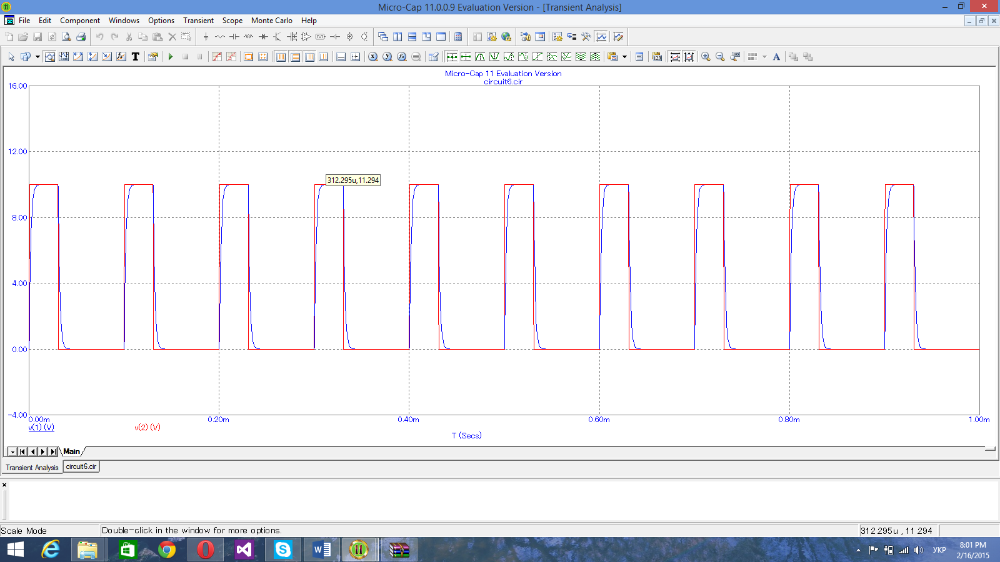 Micro-Cap 11.0.0.9 Evaluation Version - [Transient Analysis]
File Edit Component Windows Options Transient Scope Monte Carlo Help
Micro-Cap 11 Evaluation Version
circuit6.cir
16.00
12.00
312.295u,11.294
8.00
4.00
0.00
-4.00
0.00m 0.20m 0.40m 0.60m 0.80m 1.00m
v(1) (V) v(2) (V)
T (Secs)
Main
Transient Analysis circuit6.cir
Scale Mode Double-click in the window for more options. 312.295u , 11.294
УКР 8:01 PM
2/16/2015